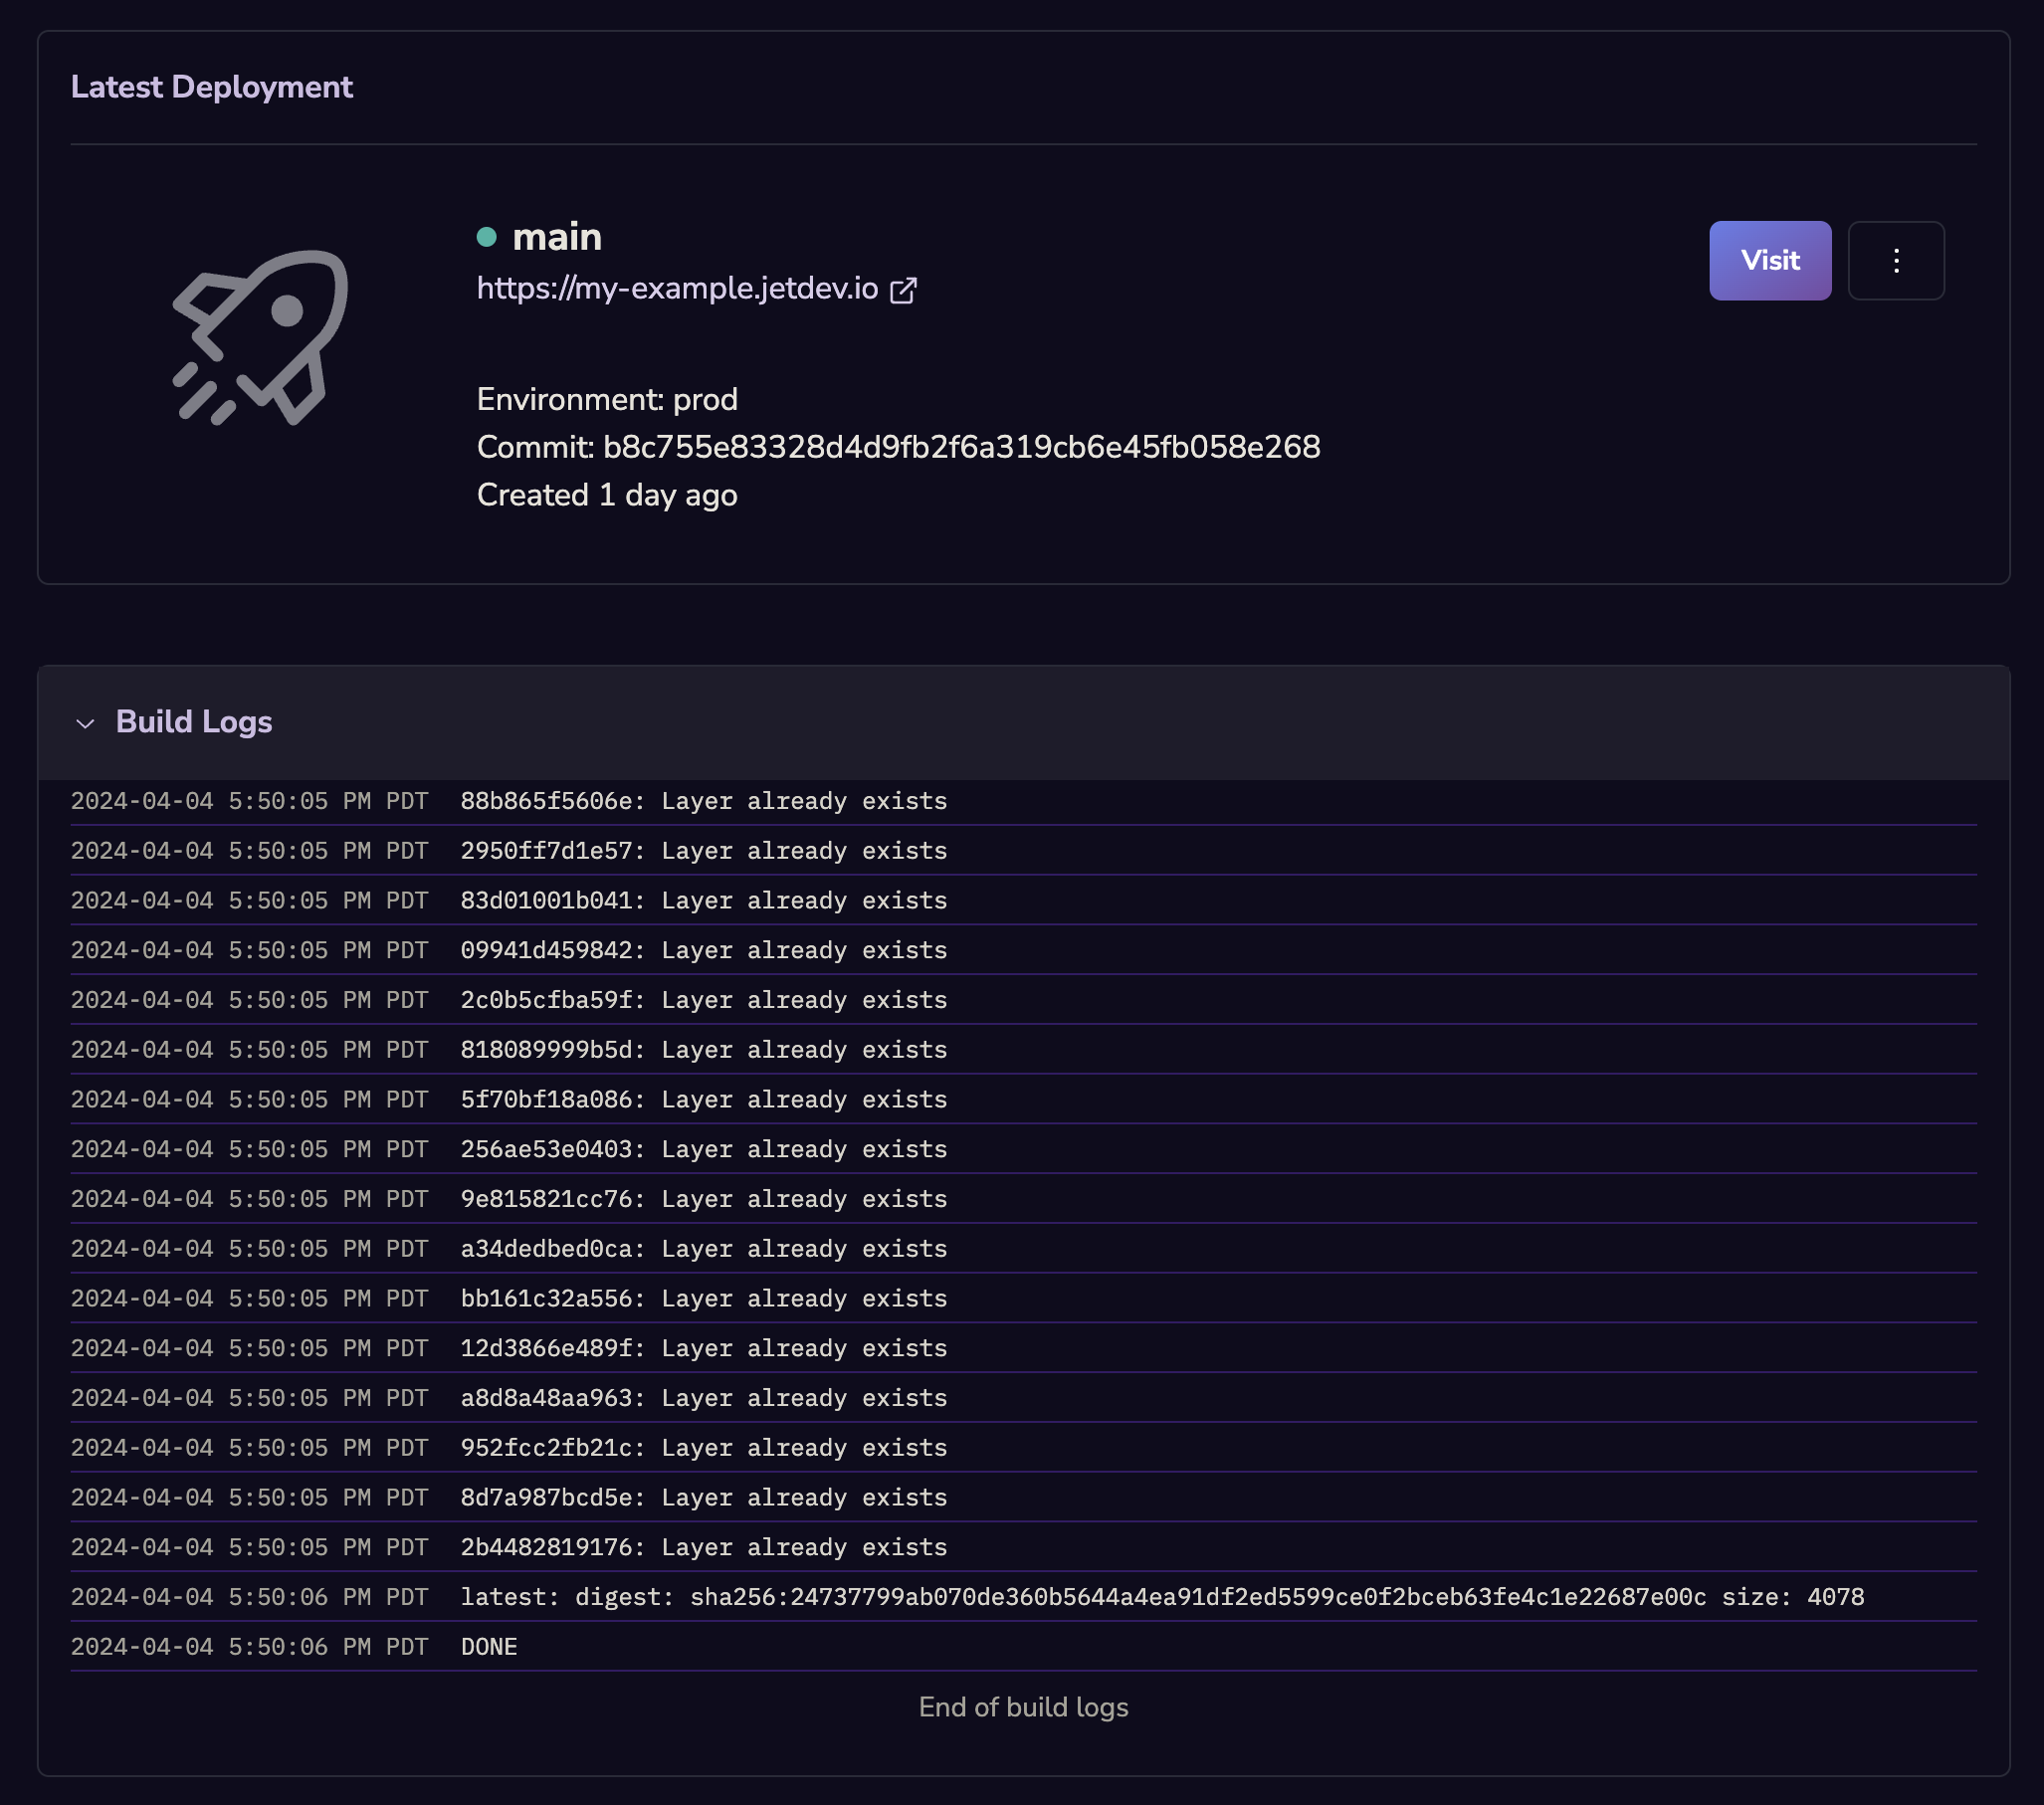 Latest Deployment
main
https://my-example.jetdev.io
Visit
Environment: prod
Commit: b8c755e83328d4d9fb2f6a319cb6e45fb058e268
Created 1 day ago
Build Logs
2024-04-04 5:50:05 PM PDT 88b865f5606e: Layer already exists
2024-04-04 5:50:05 PM PDT 2950ff7d1e57: Layer already exists
2024-04-04 5:50:05 PM PDT 83d01001b041: Layer already exists
2024-04-04 5:50:05 PM PDT 09941d459842: Layer already exists
2024-04-04 5:50:05 PM PDT 2c0b5cfba59f: Layer already exists
2024-04-04 5:50:05 PM PDT 818089999b5d: Layer already exists
2024-04-04 5:50:05 PM PDT 5f70bf18a086: Layer already exists
2024-04-04 5:50:05 PM PDT 256ae53e0403: Layer already exists
2024-04-04 5:50:05 PM PDT 9e815821cc76: Layer already exists
2024-04-04 5:50:05 PM PDT a34dedbed0ca: Layer already exists
2024-04-04 5:50:05 PM PDT bb161c32a556: Layer already exists
2024-04-04 5:50:05 PM PDT 12d3866e489f: Layer already exists
2024-04-04 5:50:05 PM PDT a8d8a48aa963: Layer already exists
2024-04-04 5:50:05 PM PDT 952fcc2fb21c: Layer already exists
2024-04-04 5:50:05 PM PDT 8d7a987bcd5e: Layer already exists
2024-04-04 5:50:05 PM PDT 2b4482819176: Layer already exists
2024-04-04 5:50:06 PM PDT latest: digest: sha256:24737799ab070de360b5644a4ea91df2ed5599ce0f2bceb63fe4c1e22687e00c size: 4078
2024-04-04 5:50:06 PM PDT DONE
End of build logs